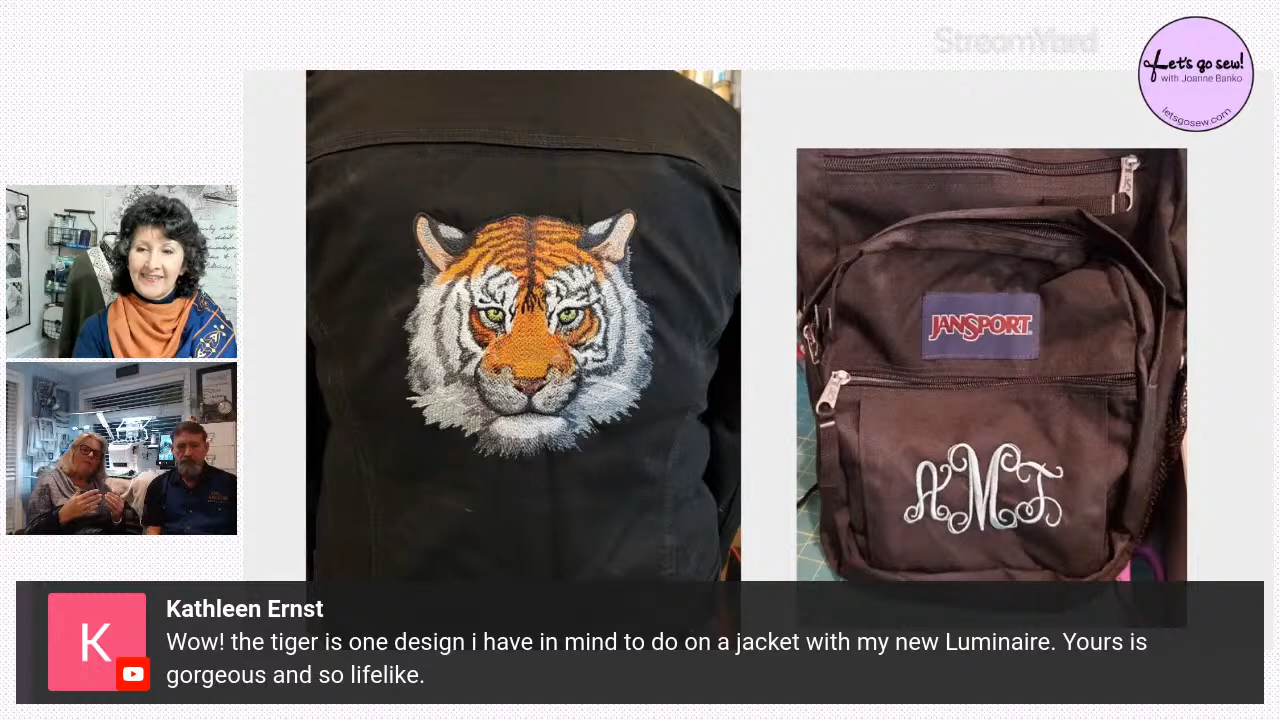 StreamYard
Let's go sew!
with Joanne Banko
letsgosew.com
JANSPORT
AMT
Kathleen Ernst
K
Wow! the tiger is one design i have in mind to do on a jacket with my new Luminaire. Yours is
gorgeous and so lifelike.